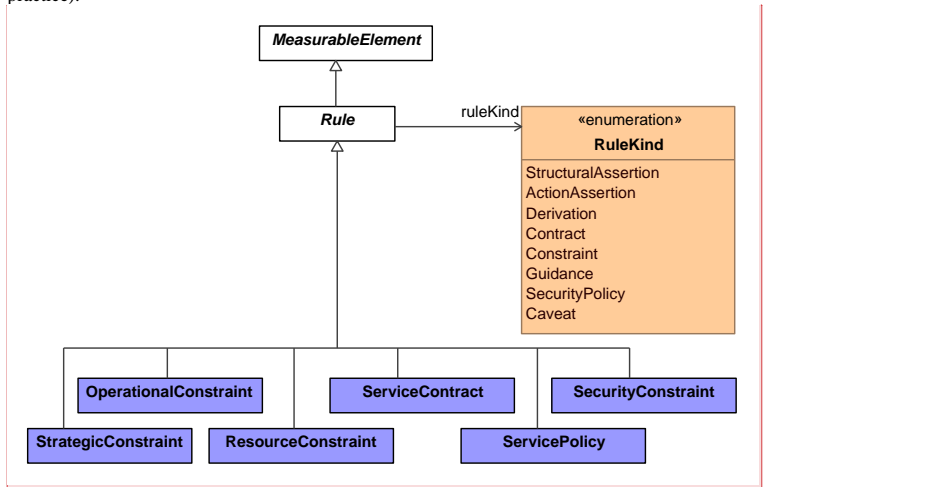 MeasurableElement
Rule
ruleKind
«enumeration»
RuleKind
StructuralAssertion
ActionAssertion
Derivation
Contract
Constraint
Guidance
SecurityPolicy
Caveat
OperationalConstraint
ServiceContract
SecurityConstraint
StrategicConstraint
ResourceConstraint
ServicePolicy